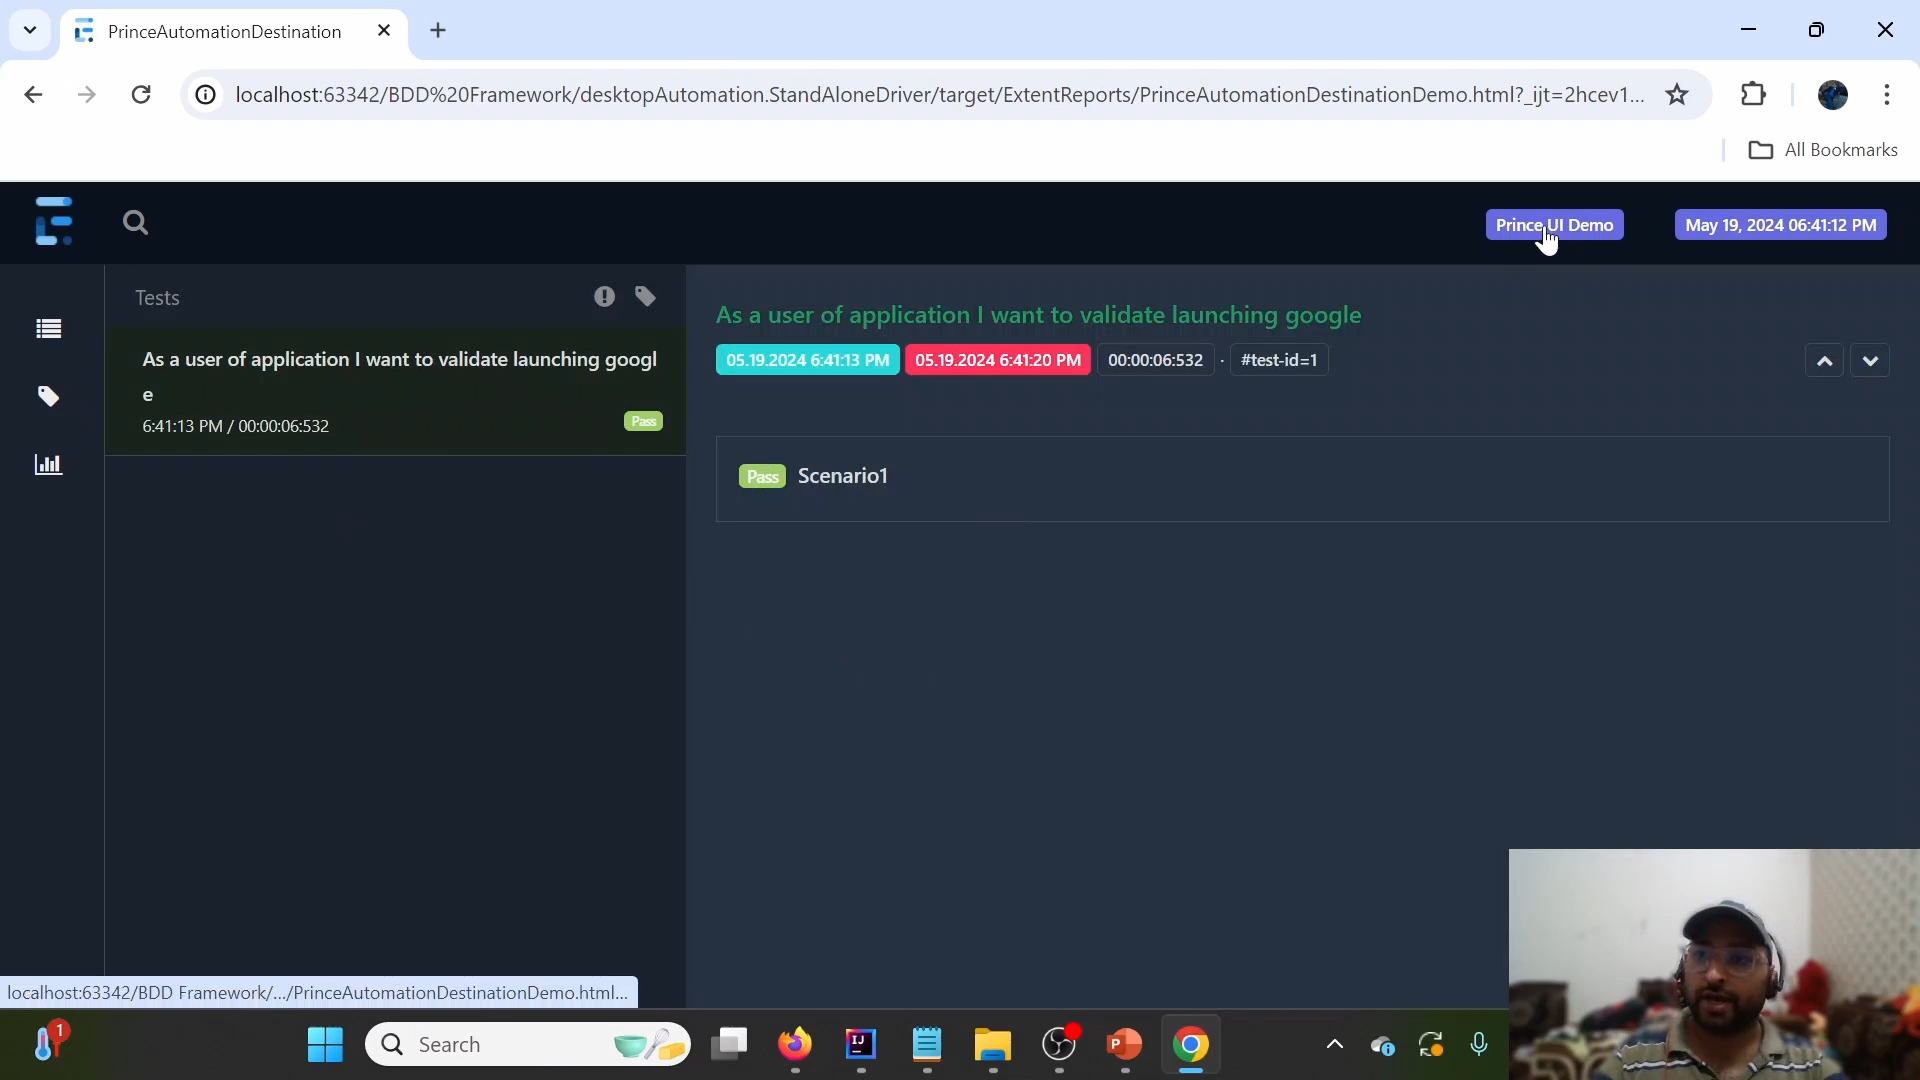 PrinceAutomationDestination
localhost:63342/BDD%20Framework/desktopAutomation.StandAloneDriver/target/ExtentReports/PrinceAutomationDestinationDemo.html?_ijt=2hcev1...
All Bookmarks
Prince UI Demo
May 19, 2024 06:41:12 PM
Tests
As a user of application I want to validate launching googl
e
6:41:13 PM / 00:00:06:532
Pass
As a user of application I want to validate launching google
05.19.2024 6:41:13 PM
05.19.2024 6:41:20 PM
00:00:06:532
·
#test-id=1
Pass Scenario1
localhost:63342/BDD Framework/.../PrinceAutomationDestinationDemo.html...
1
Search
IJ
P